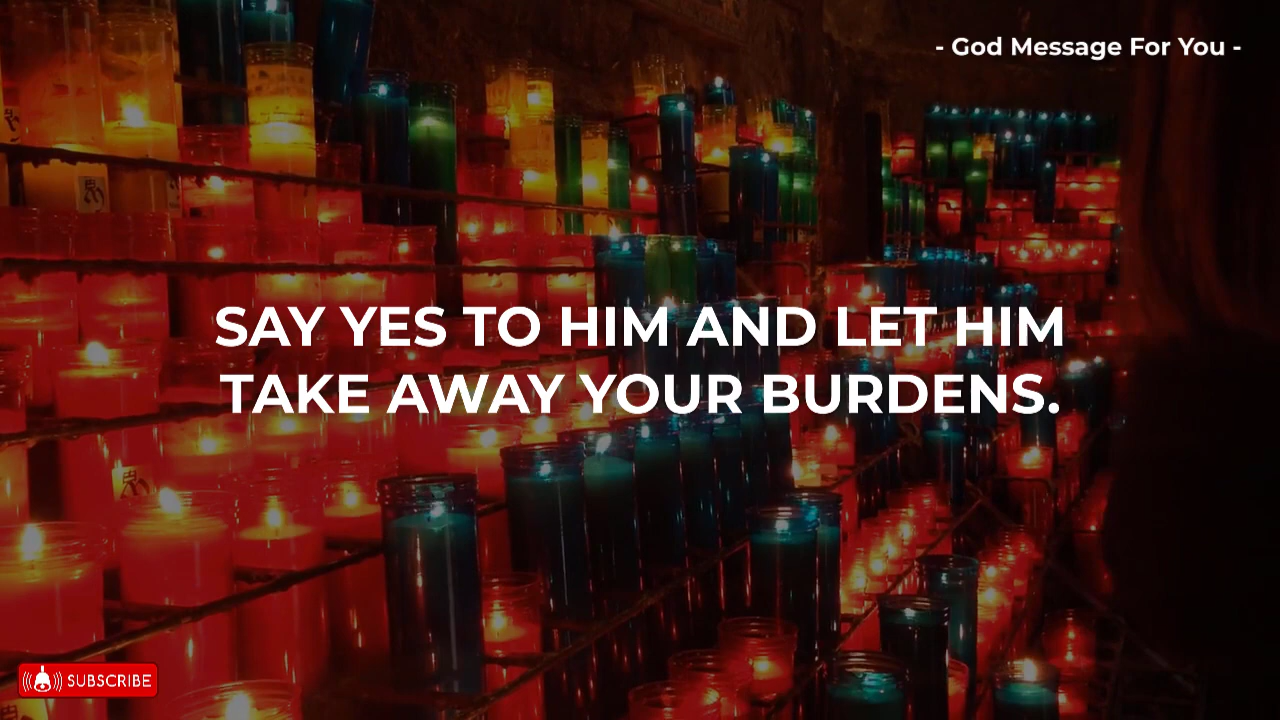 - God Message For You -
SAY YES TO HIM AND LET HIM
TAKE AWAY YOUR BURDENS.
SUBSCRIBE